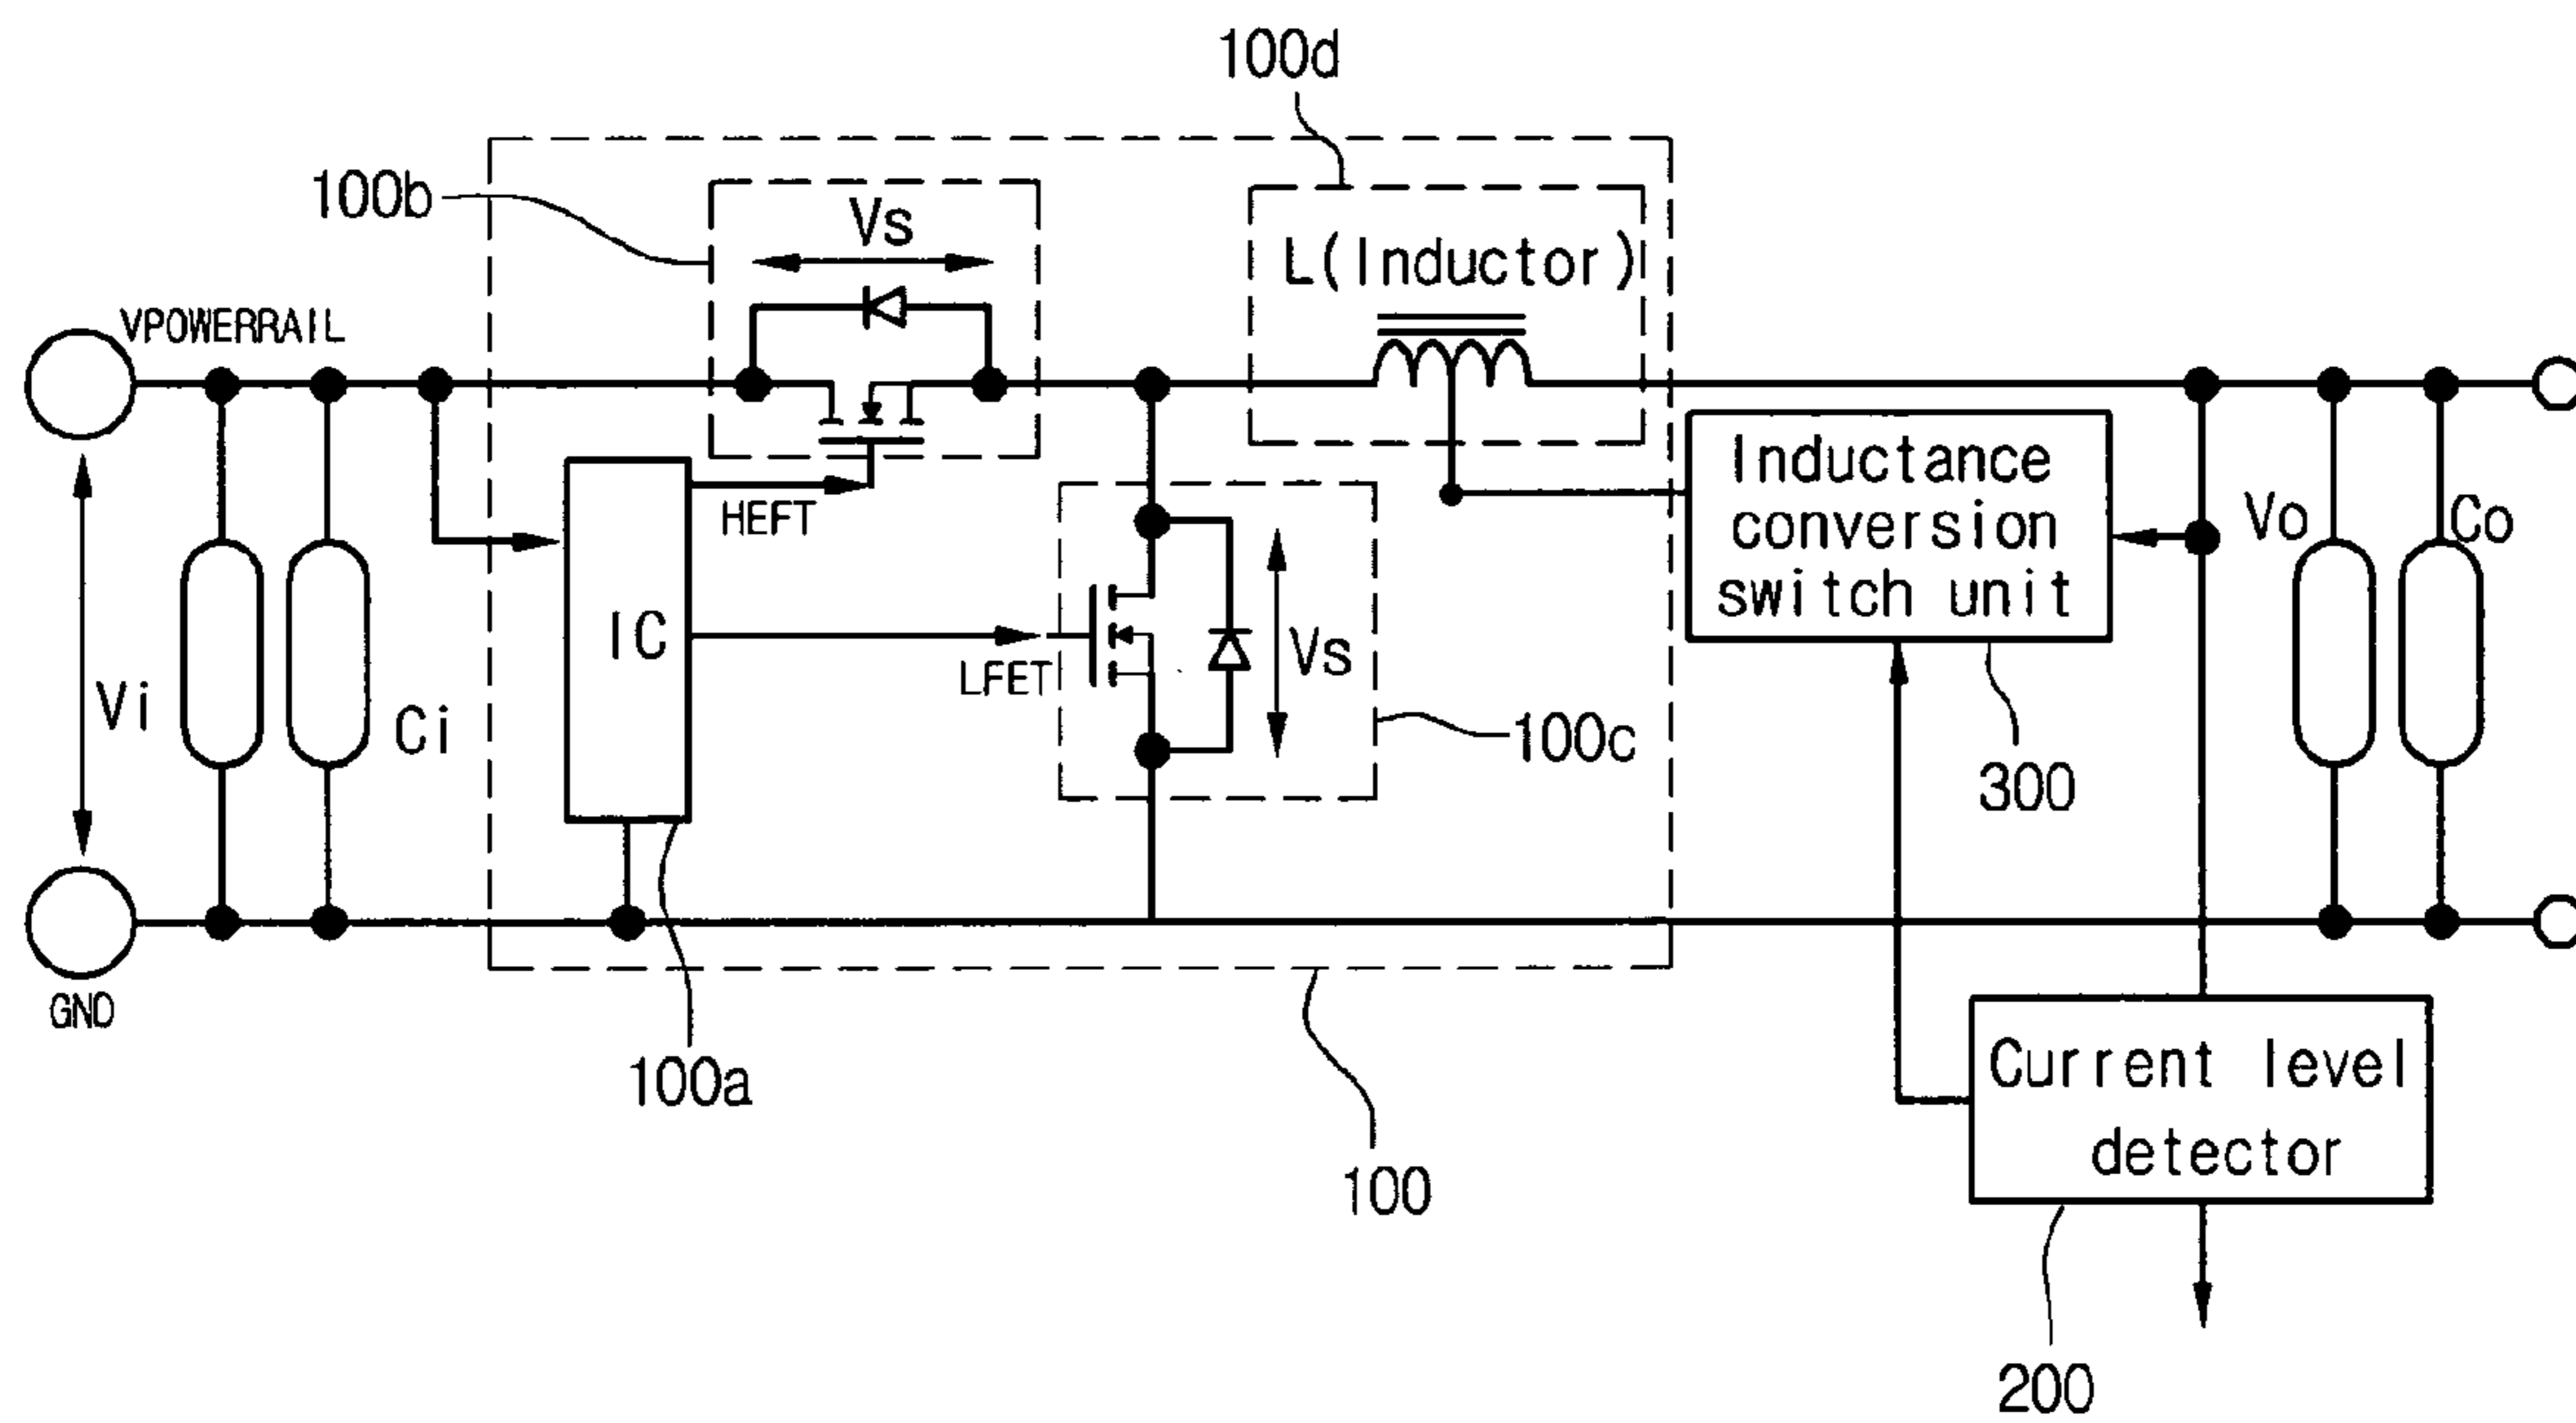 100d
100b
Vs
L(Inductor)
VPOWERRAIL
Inductance
conversion
switch unit
HEFT
Vo
Co
IC
LFET
Vs
Vi
Ci
100c
300
GND
100a
Current level
detector
100
200